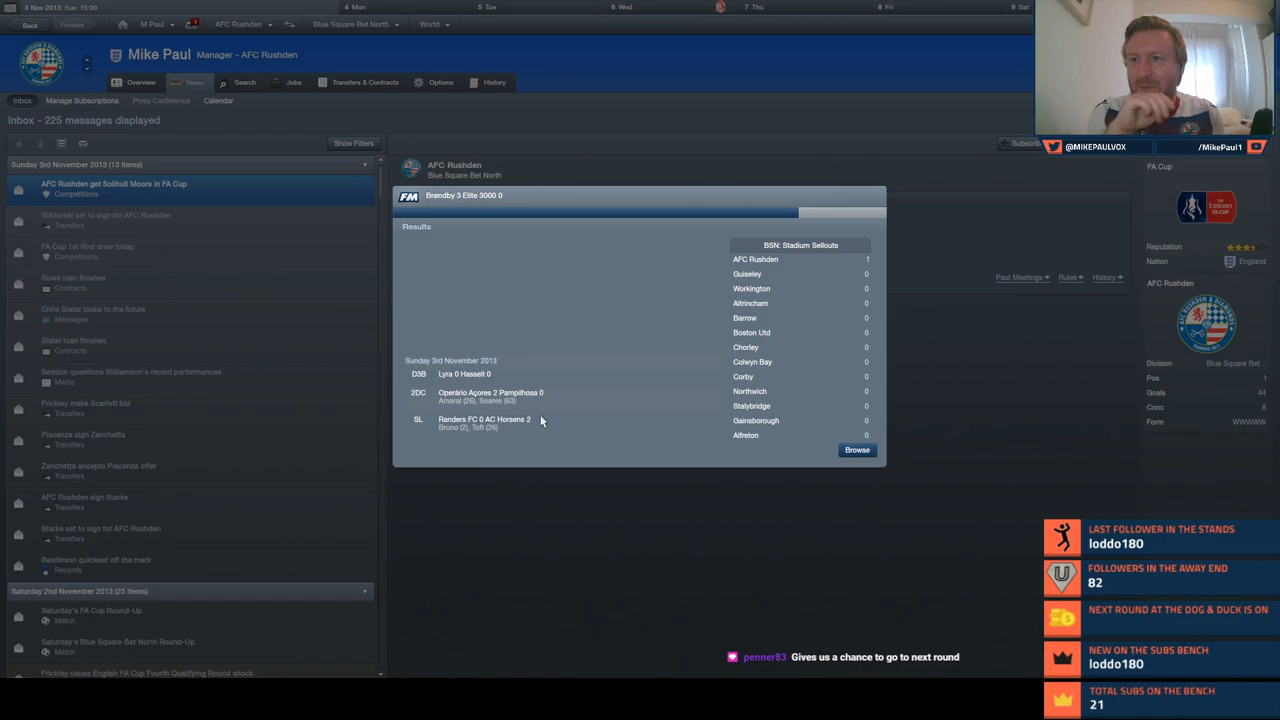 3 Nov 2013 Sun 15:00
4 Mon
5 Tue
6 Wed
7 Thu
8 Fri
9 Sat
Back
Forward
M Paul
AFC Rushden
Blue Square Bet North
World
Mike Paul Manager - AFC Rushden
Overview
News
Search
Jobs
Transfers & Contracts
Options
History
Inbox
Manage Subscriptions
Press Conference
Calendar
Inbox - 225 messages displayed
Show Filters
Sunday 3rd November 2013 (13 items)
AFC Rushden get Solihull Moors in FA Cup
Competitions
Wiktorski set to sign for AFC Rushden
Transfers
FA Cup 1st Rnd draw today
Competitions
Rowe loan finishes
Contracts
Chris Slater looks to the future
Messages
Slater loan finishes
Contracts
Seddon questions Williamson's recent performances
Media
Frickley make Scarlett bid
Transfers
Piacenza sign Zanchetta
Transfers
Zanchetta accepts Piacenza offer
Transfers
AFC Rushden sign Starke
Transfers
Starke set to sign for AFC Rushden
Transfers
Rawlinson quickest off the mark
Records
Saturday 2nd November 2013 (25 items)
Saturday's FA Cup Round-Up
Match
Saturday's Blue Square Bet North Round-Up
Match
Frickley cause English FA Cup Fourth Qualifying Round shock
AFC Rushden
Blue Square Bet North
FM
Brøndby 3 Elite 3000 0
Results
Sunday 3rd November 2013
D3B Lyra 0 Hasselt 0
2DC Operário Açores 2 Pampilhosa 0
Amaral (26), Soares (63)
SL Randers FC 0 AC Horsens 2
Bruno (2), Toft (26)
BSN: Stadium Sellouts
AFC Rushden 1
Guiseley 0
Workington 0
Altrincham 0
Barrow 0
Boston Utd 0
Chorley 0
Colwyn Bay 0
Corby 0
Northwich 0
Stalybridge 0
Gainsborough 0
Alfreton 0
Browse
Past Meetings
Rules
History
@MIKEPAULVOX
/MikePaul1
FA Cup
Reputation
Nation England
AFC Rushden
Division Blue Square Bet ..
Pos 1
Goals 44
Conc 8
Form WWWWW
LAST FOLLOWER IN THE STANDS
loddo180
FOLLOWERS IN THE AWAY END
82
NEXT ROUND AT THE DOG & DUCK IS ON
NEW ON THE SUBS BENCH
loddo180
TOTAL SUBS ON THE BENCH
21
penner83 Gives us a chance to go to next round